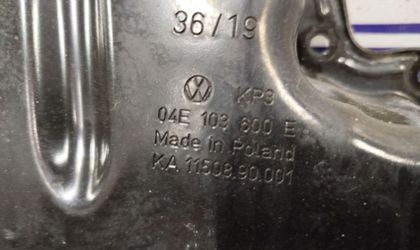 36/19
KP3
04E 103 600 E
Made in Poland
KA 11508.90.001